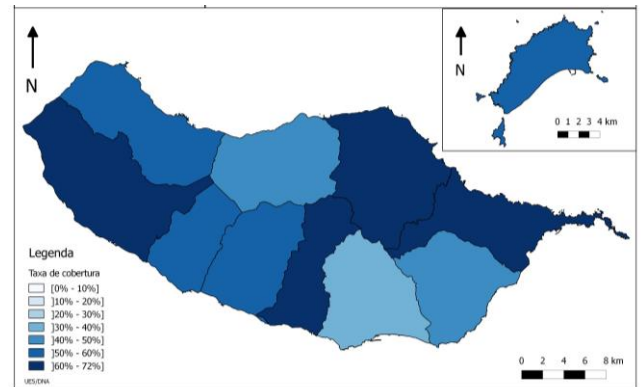 N
N
0 1 2 3 4 km
Legenda
Taxa de cobertura
[0% - 10%]
]10% - 20%]
]20% - 30%]
]30% - 40%]
]40% - 50%]
]50% - 60%]
]60% - 72%]
UES/DNA
0 2 4 6 8 km